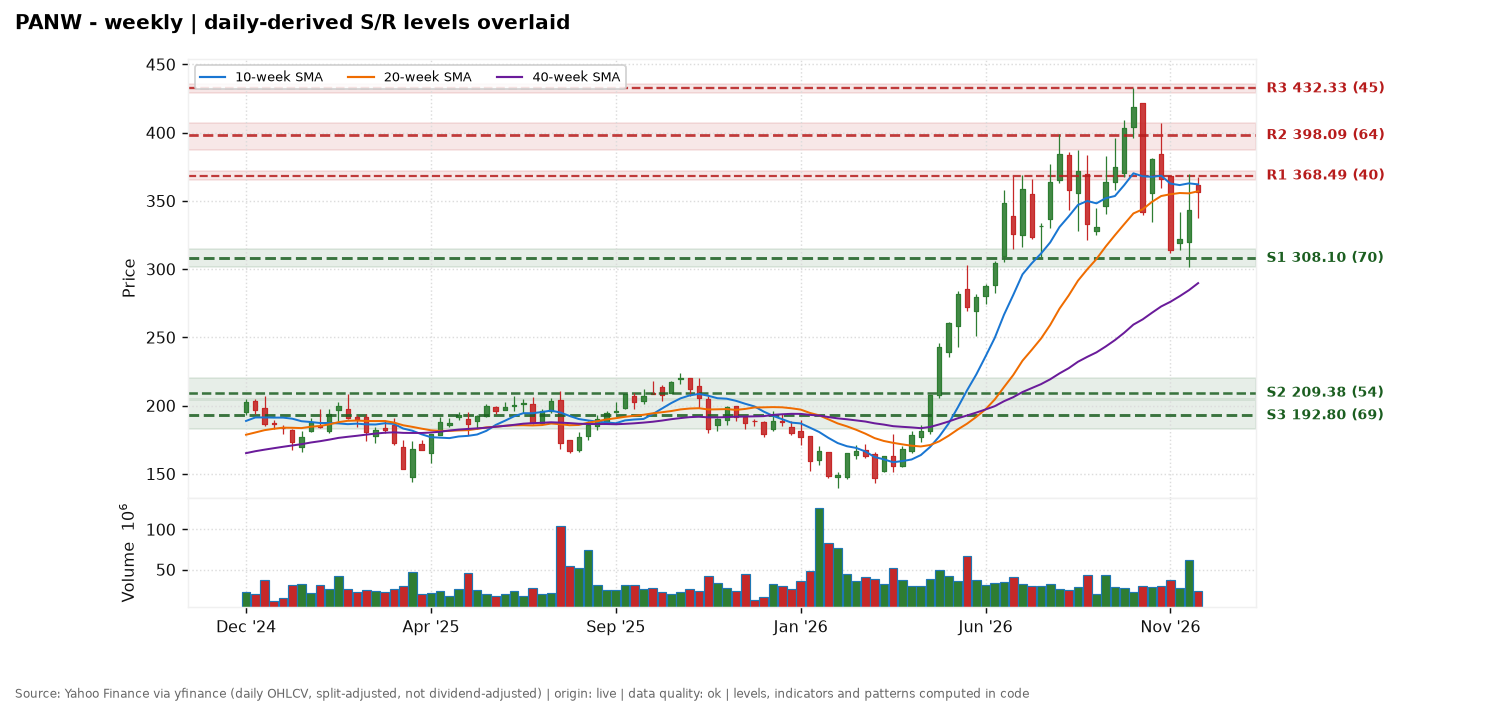 PANW - weekly | daily-derived S/R levels overlaid
10-week SMA
20-week SMA
40-week SMA
450
400
350
300
250
200
150
Price
R3 432.33 (45)
R2 398.09 (64)
R1 368.49 (40)
S1 308.10 (70)
S2 209.38 (54)
S3 192.80 (69)
100
50
Volume 10⁶
Dec '24
Apr '25
Sep '25
Jan '26
Jun '26
Nov '26
Source: Yahoo Finance via yfinance (daily OHLCV, split-adjusted, not dividend-adjusted) | origin: live | data quality: ok | levels, indicators and patterns computed in code